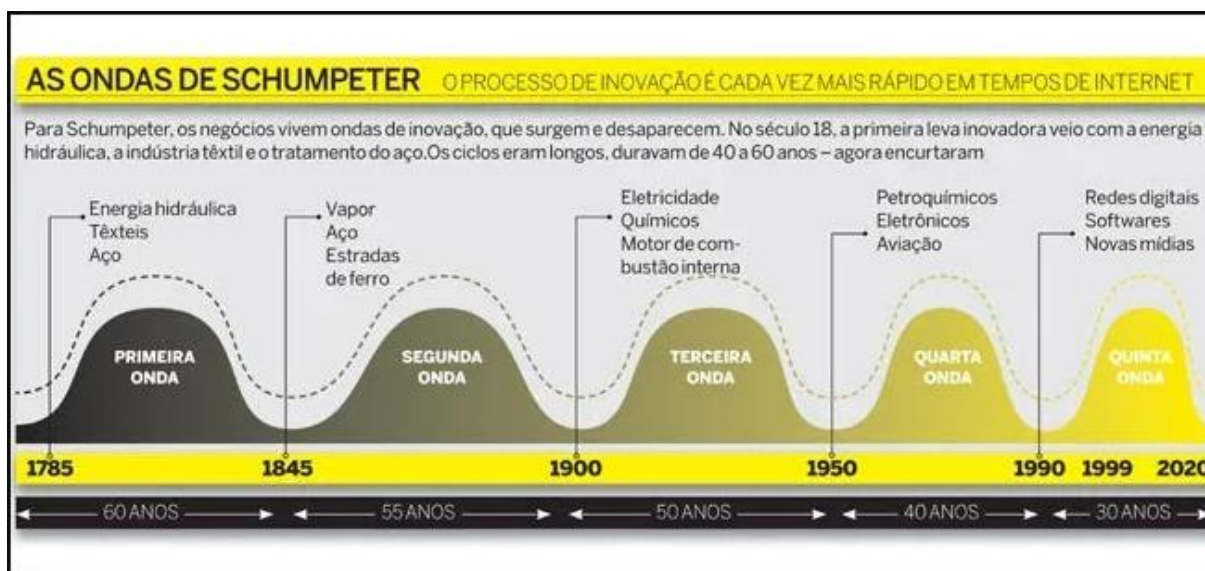 AS ONDAS DE SCHUMPETER O PROCESSO DE INOVAÇÃO É CADA VEZ MAIS RÁPIDO EM TEMPOS DE INTERNET
Para Schumpeter, os negócios vivem ondas de inovação, que surgem e desaparecem. No século 18, a primeira leva inovadora veio com a energia
hidráulica, a indústria têxtil e o tratamento do aço.Os ciclos eram longos, duravam de 40 a 60 anos – agora encurtaram
Energia hidráulica
Têxteis
Aço
Vapor
Aço
Estradas
de ferro
Eletricidade
Químicos
Motor de com-
bustão interna
Petroquímicos
Eletrônicos
Aviação
Redes digitais
Softwares
Novas mídias
PRIMEIRA
ONDA
SEGUNDA
ONDA
TERCEIRA
ONDA
QUARTA
ONDA
QUINTA
ONDA
1785 1845 1900 1950 1990 1999 2020
60 ANOS 55 ANOS 50 ANOS 40 ANOS 30 ANOS